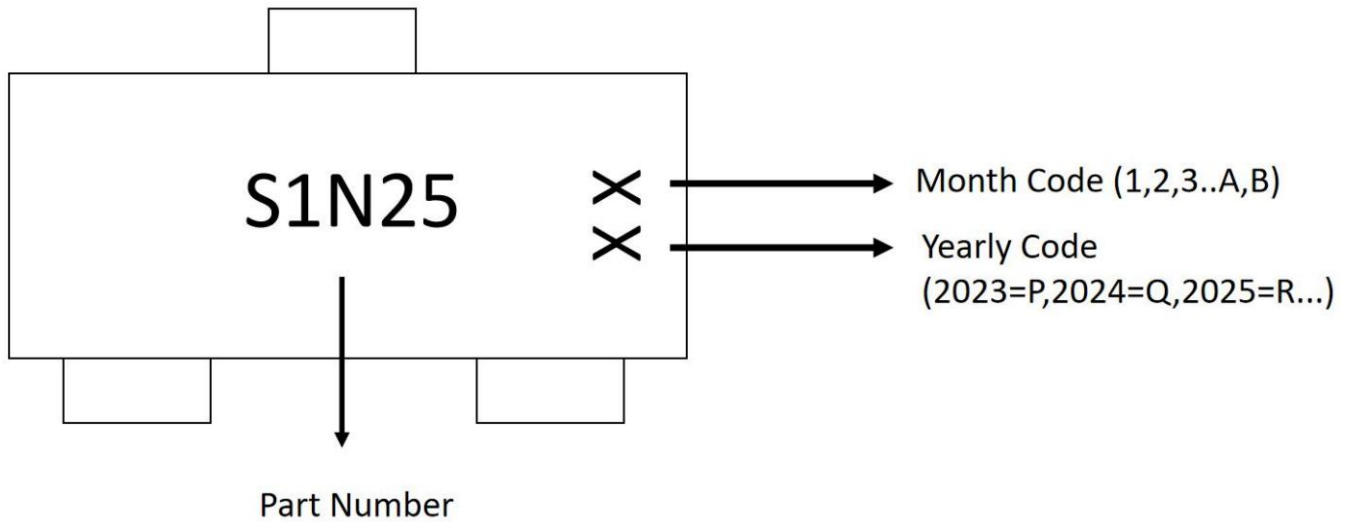 S1N25
X
X
Month Code (1,2,3..A,B)
Yearly Code
(2023=P,2024=Q,2025=R...)
Part Number